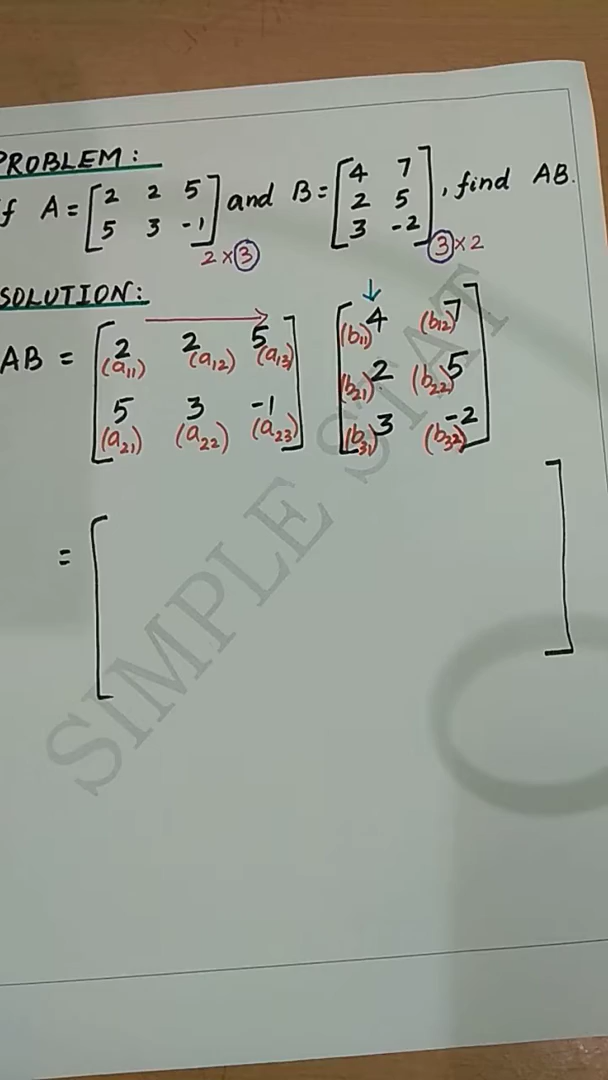 PROBLEM:
If A = [2 2 5 and B = [4 7 , find AB.
5 3 -1] 2 5
2 × 3 3 -2] 3 × 2
SOLUTION:
AB = [2 2 5 [4 7
(a11) (a12) (a13) (b11) (b12)
5 3 -1 2 5
(a21) (a22) (a23)] (b21) (b22)
3 -2
(b31) (b32)]
= [ ]
SIMPLE STAT